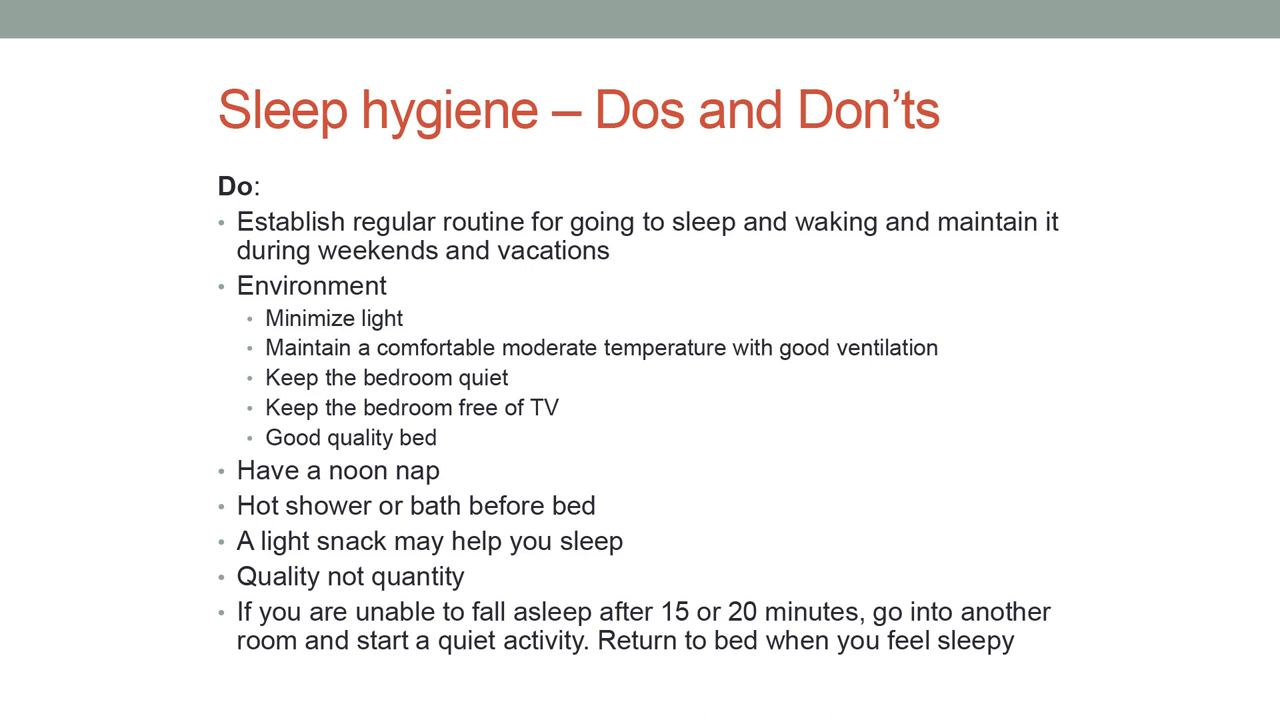 Sleep hygiene – Dos and Don’ts
Do:
• Establish regular routine for going to sleep and waking and maintain it
during weekends and vacations
• Environment
• Minimize light
• Maintain a comfortable moderate temperature with good ventilation
• Keep the bedroom quiet
• Keep the bedroom free of TV
• Good quality bed
• Have a noon nap
• Hot shower or bath before bed
• A light snack may help you sleep
• Quality not quantity
• If you are unable to fall asleep after 15 or 20 minutes, go into another
room and start a quiet activity. Return to bed when you feel sleepy